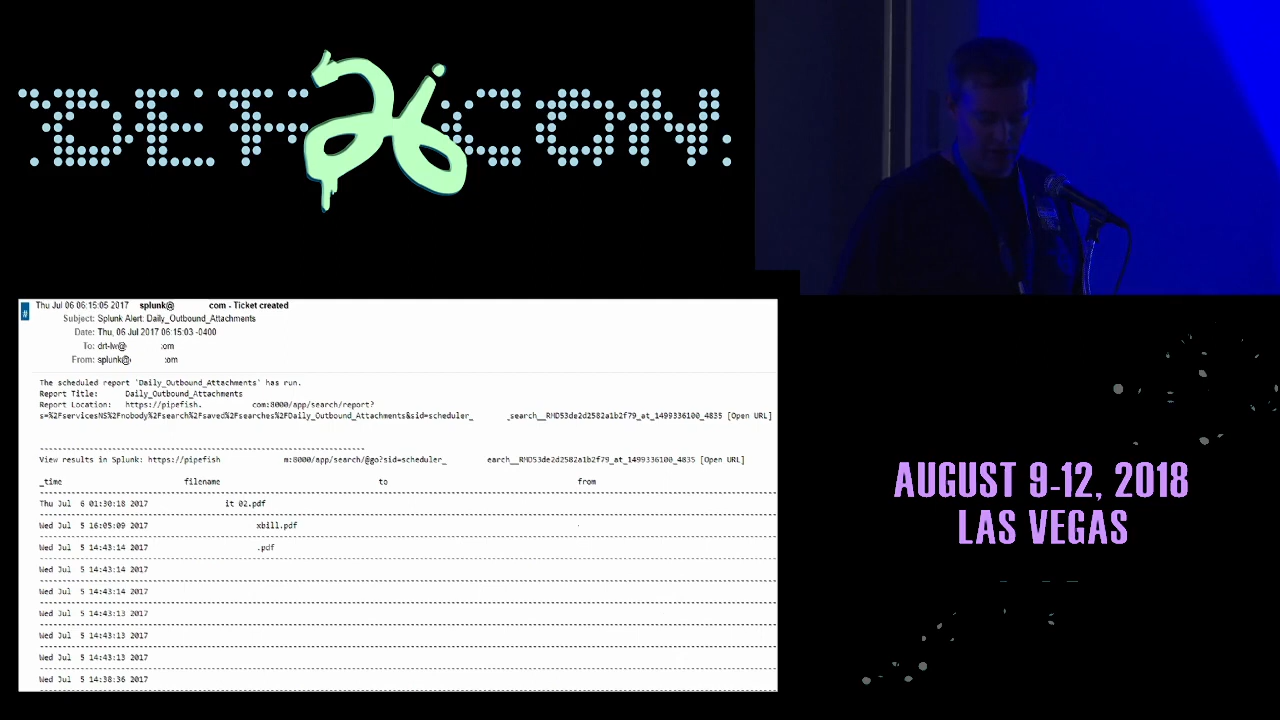 DEF 26 CON
Thu Jul 06 06:15:05 2017 splunk@ com - Ticket created
#
Subject: Splunk Alert: Daily_Outbound_Attachments
Date: Thu, 06 Jul 2017 06:15:03 -0400
To: drt-lw@ :om
From: splunk@ :om
The scheduled report 'Daily_Outbound_Attachments' has run.
Report Title: Daily_Outbound_Attachments
Report Location: https://pipefish. com:8000/app/search/report?
s=%2FservicesNS%2Fnobody%2Fsearch%2Fsaved%2Fsearches%2FDaily_Outbound_Attachments&sid=scheduler_ _search__RMD53de2d2582a1b2f79_at_1499336100_4835 [Open URL]
View results in Splunk: https://pipefish m:8000/app/search/@go?sid=scheduler_ earch__RMD53de2d2582a1b2f79_at_1499336100_4835 [Open URL]
_time filename to from
Thu Jul 6 01:30:18 2017 it 02.pdf
Wed Jul 5 16:05:09 2017 xbill.pdf
Wed Jul 5 14:43:14 2017 .pdf
Wed Jul 5 14:43:14 2017
Wed Jul 5 14:43:14 2017
Wed Jul 5 14:43:13 2017
Wed Jul 5 14:43:13 2017
Wed Jul 5 14:43:13 2017
Wed Jul 5 14:38:36 2017
AUGUST 9-12, 2018
LAS VEGAS